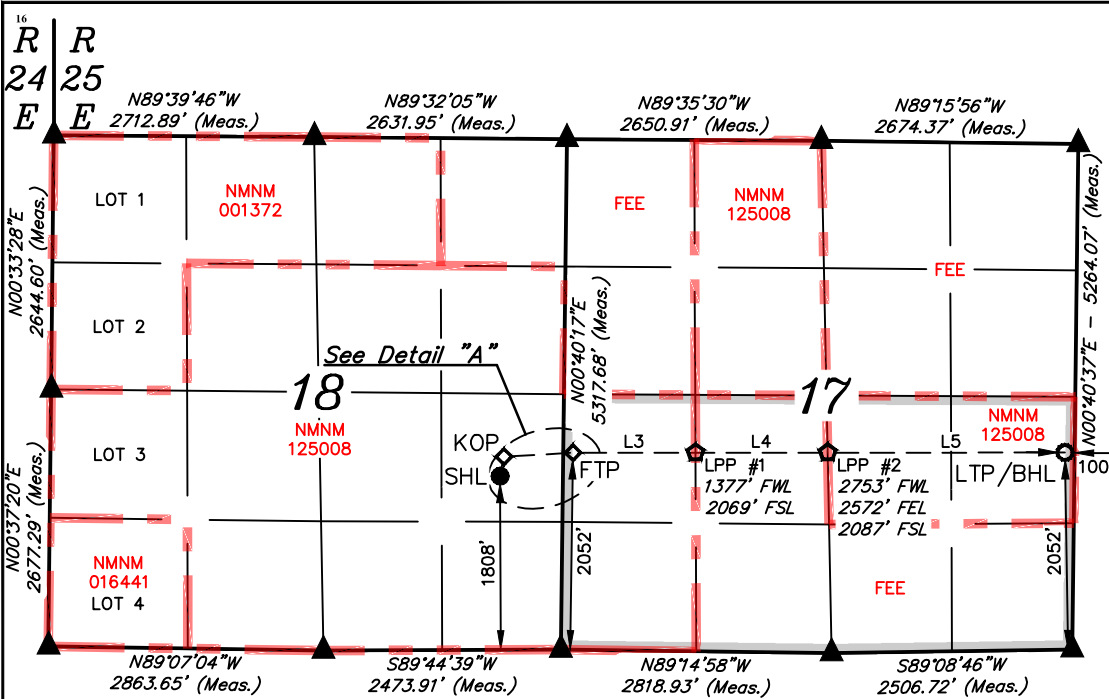 16
R R
24 25
E E
N89°39'46"W
2712.89' (Meas.)
N89°32'05"W
2631.95' (Meas.)
N89°35'30"W
2650.91' (Meas.)
N89°15'56"W
2674.37' (Meas.)
N00°33'28"E
2644.60' (Meas.)
LOT 1
NMNM
001372
FEE
NMNM
125008
FEE
LOT 2
N00°40'17"E
5317.68' (Meas.)
N00°40'37"E - 5264.07' (Meas.)
See Detail "A"
18
17
NMNM
125008
NMNM
125008
LOT 3
KOP
SHL
FTP
L3
L4
L5
LTP/BHL
100
LPP #1
1377' FWL
2069' FSL
LPP #2
2753' FWL
2572' FEL
2087' FSL
N00°37'20"E
2677.29' (Meas.)
NMNM
016441
LOT 4
1808'
2052'
2052'
FEE
N89°07'04"W
2863.65' (Meas.)
S89°44'39"W
2473.91' (Meas.)
N89°14'58"W
2818.93' (Meas.)
S89°08'46"W
2506.72' (Meas.)